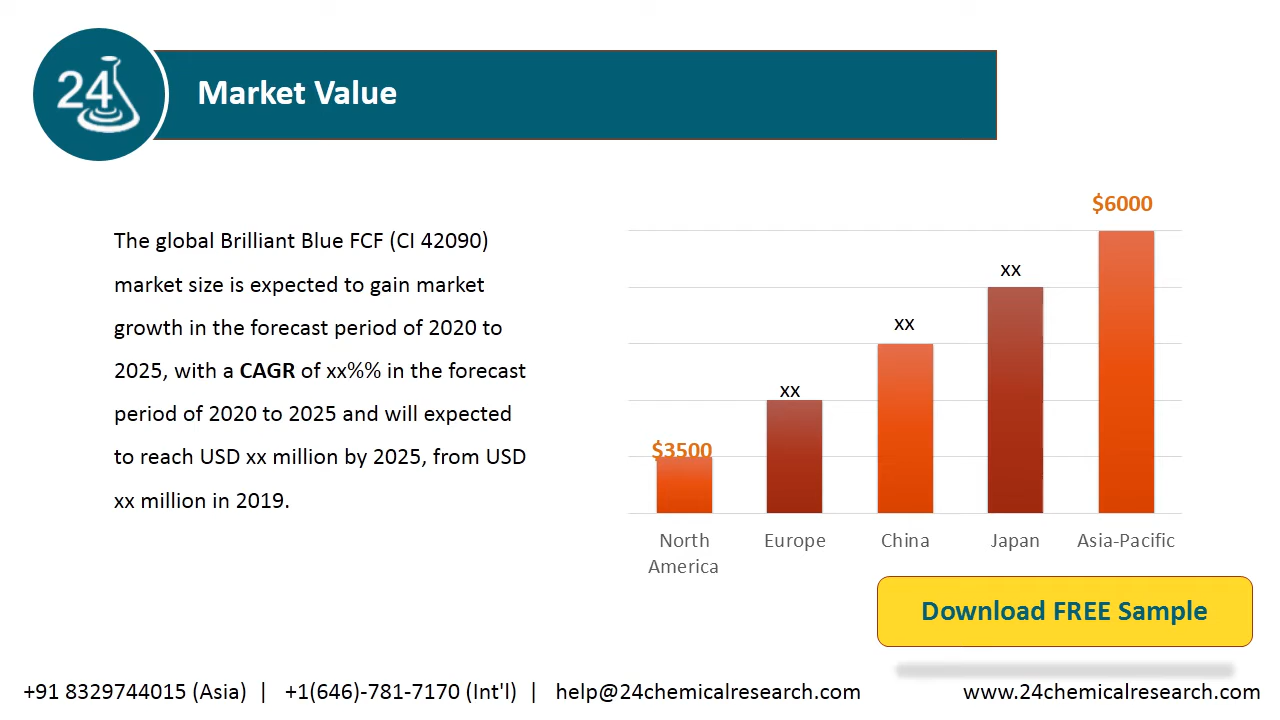 24
Market Value
The global Brilliant Blue FCF (CI 42090)
market size is expected to gain market
growth in the forecast period of 2020 to
2025, with a CAGR of xx%% in the forecast
period of 2020 to 2025 and will expected
to reach USD xx million by 2025, from USD
xx million in 2019.
$6000
xx
xx
xx
$3500
North
America
Europe
China
Japan
Asia-Pacific
Download FREE Sample
+91 8329744015 (Asia) | +1(646)-781-7170 (Int'l) | help@24chemicalresearch.com
www.24chemicalresearch.com